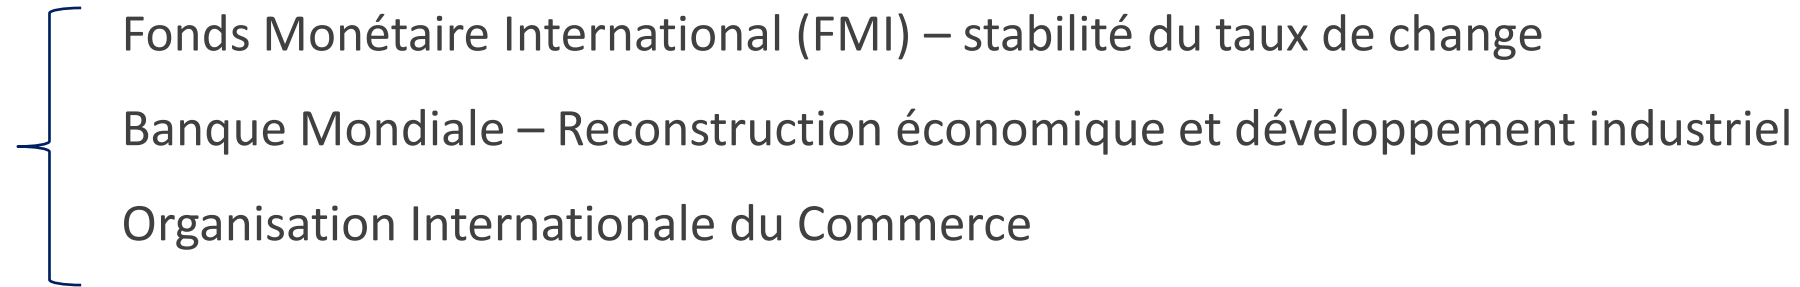 Fonds Monétaire International (FMI) – stabilité du taux de change
Banque Mondiale – Reconstruction économique et développement industriel
Organisation Internationale du Commerce